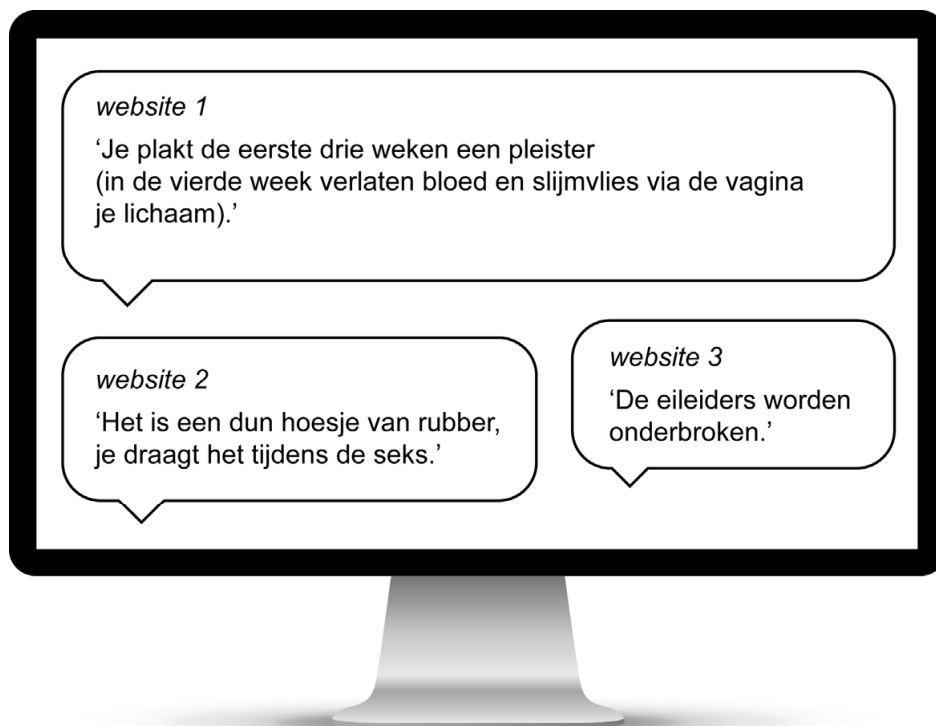 website 1
‘Je plakt de eerste drie weken een pleister
(in de vierde week verlaten bloed en slijmvlies via de vagina
je lichaam).’
website 2
‘Het is een dun hoesje van rubber,
je draagt het tijdens de seks.’
website 3
‘De eileiders worden
onderbroken.’